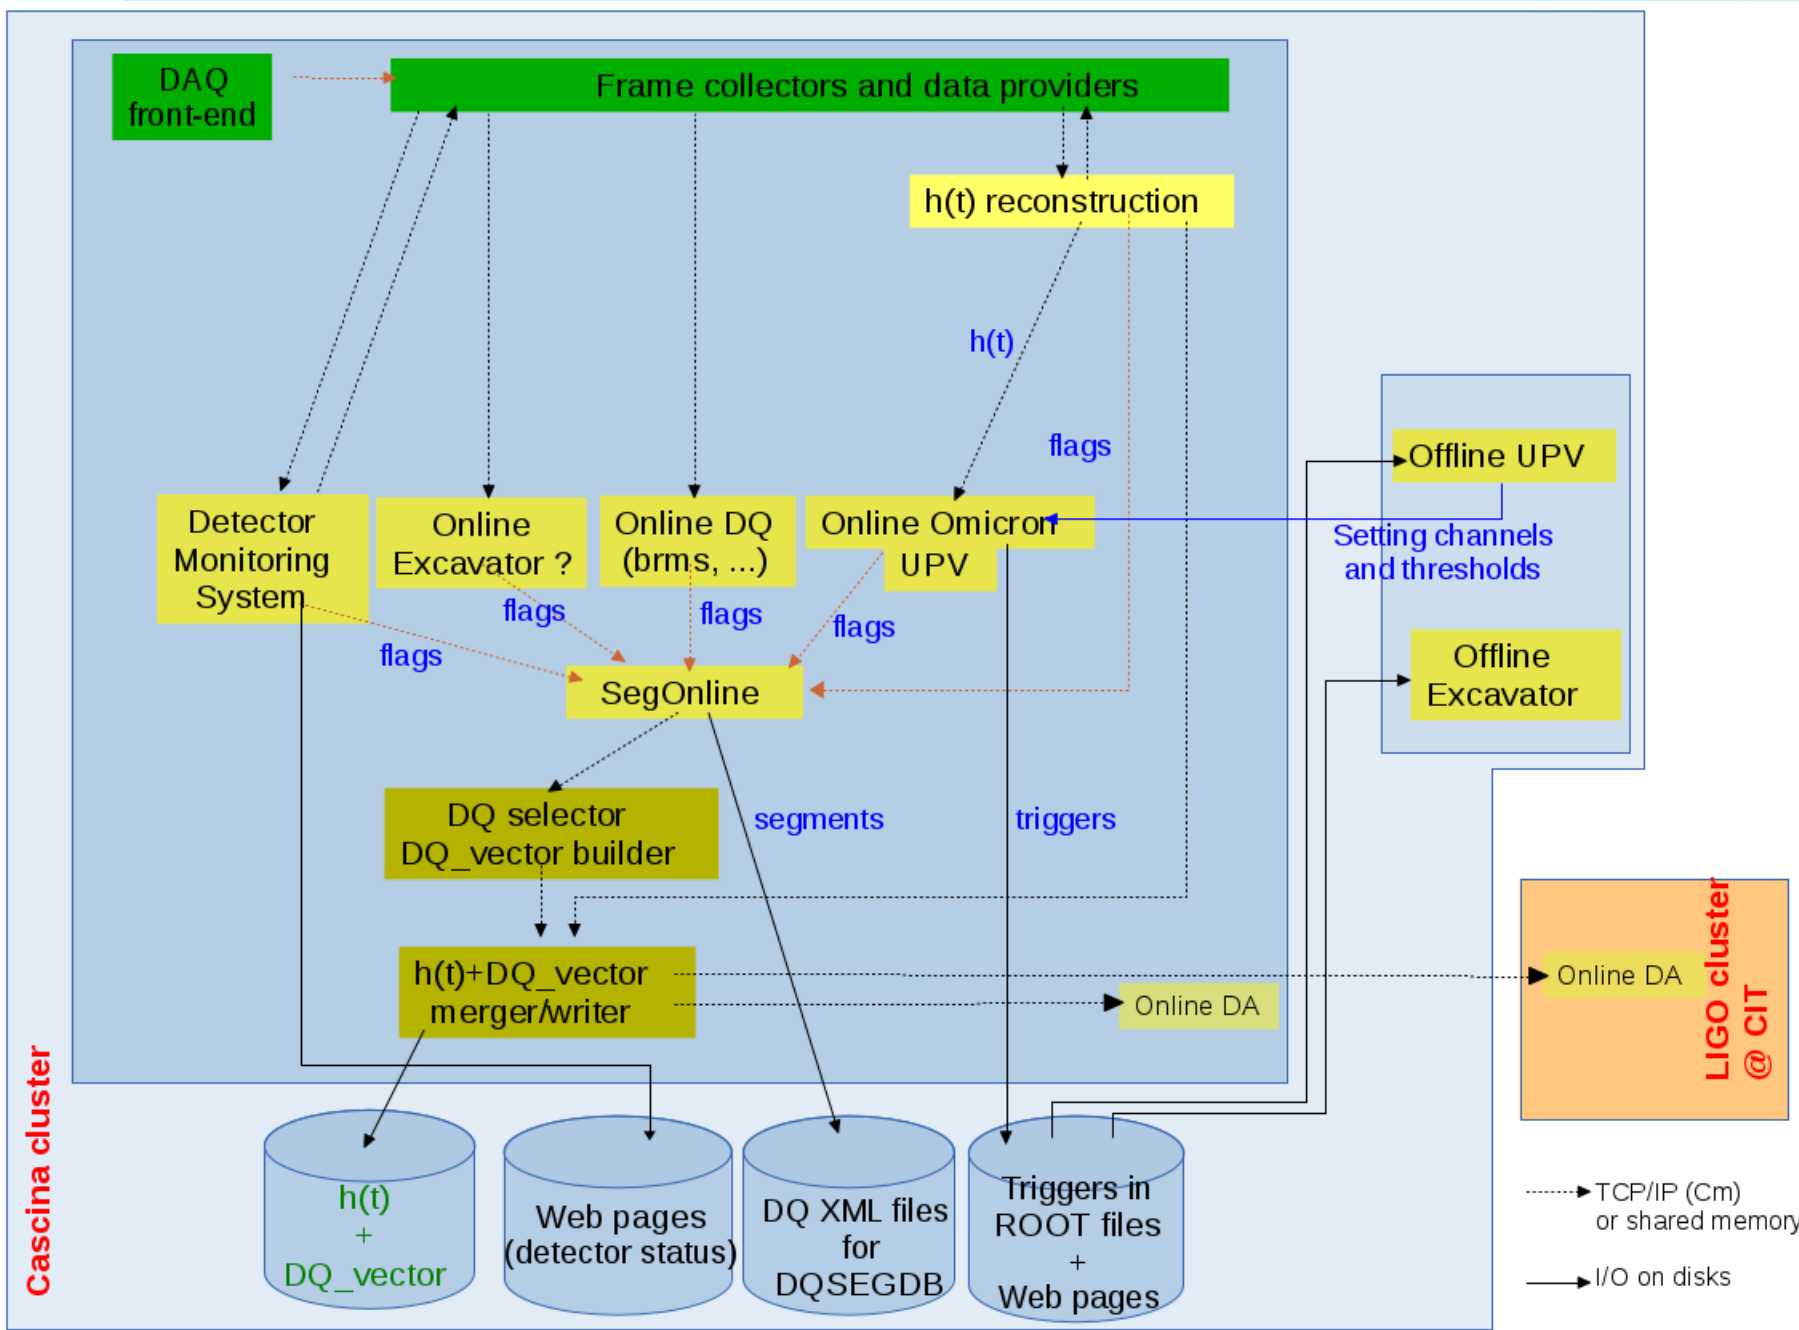 DAQ
front-end
Frame collectors and data providers
h(t) reconstruction
h(t)
flags
Offline UPV
Setting channels
and thresholds
Detector
Monitoring
System
Online
Excavator ?
Online DQ
(brms, ...)
Online Omicron
UPV
flags
flags
flags
flags
SegOnline
Offline
Excavator
DQ selector
DQ_vector builder
segments
triggers
h(t)+DQ_vector
merger/writer
Online DA
Online DA
LIGO cluster
@ CIT
Cascina cluster
h(t)
+
DQ_vector
Web pages
(detector status)
DQ XML files
for
DQSEGDB
Triggers in
ROOT files
+
Web pages
TCP/IP (Cm)
or shared memory
I/O on disks